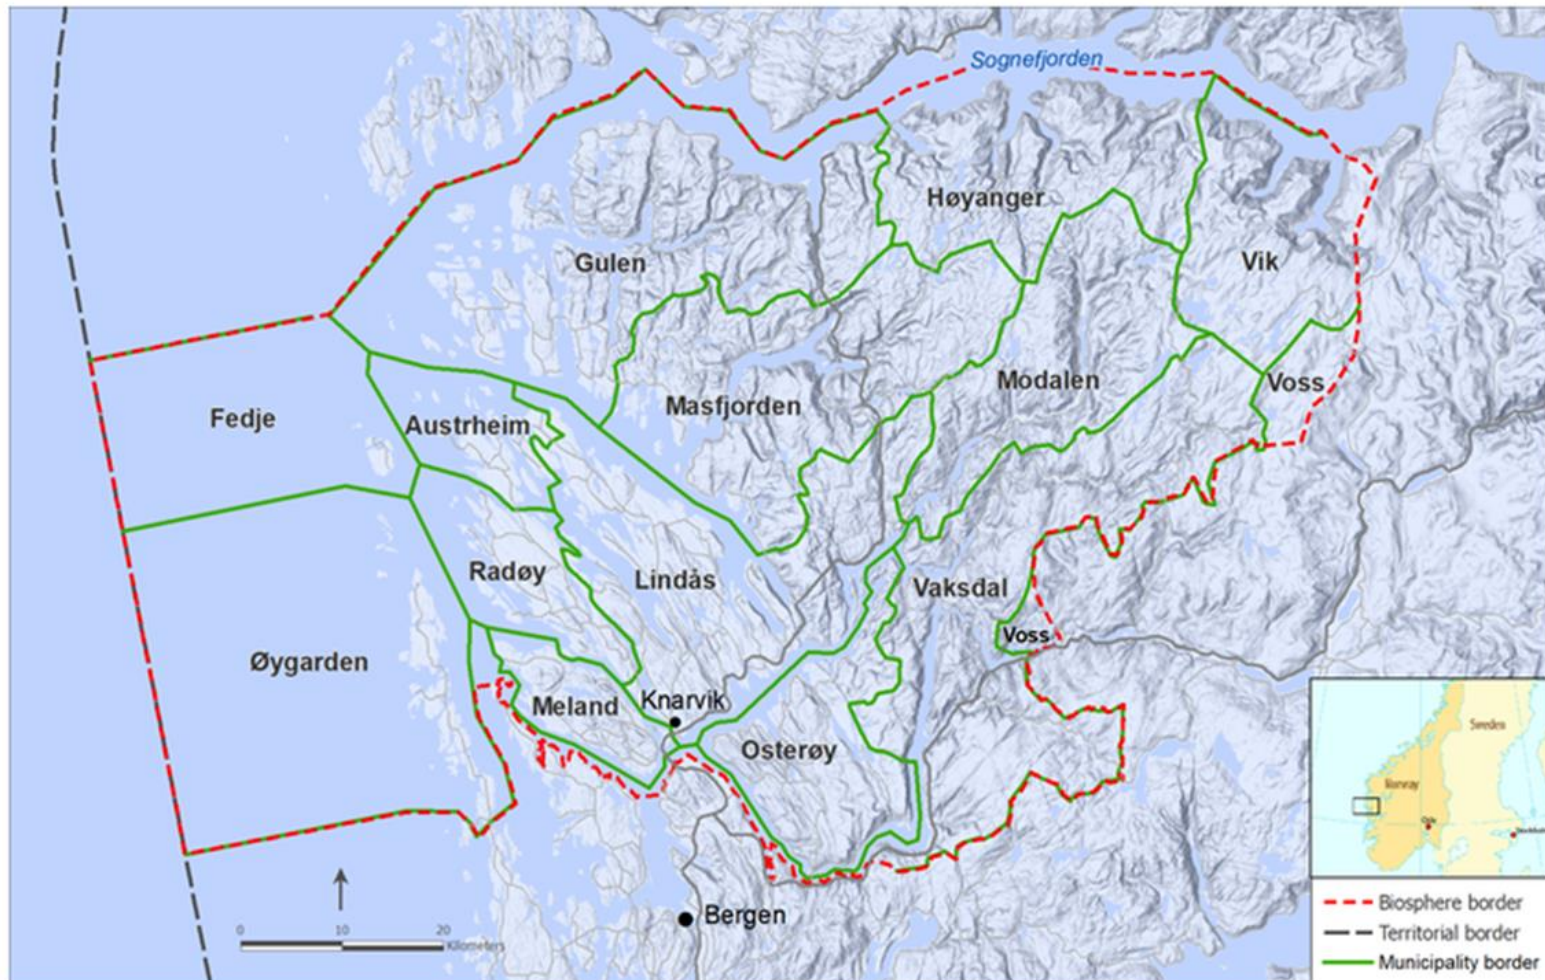 Sognefjorden
Høyanger
Gulen
Vik
Modalen
Voss
Masfjorden
Fedje
Austrheim
Radøy
Lindås
Vaksdal
Voss
Øygarden
Meland
Knarvik
Osterøy
Bergen
0 10 20
Kilometers
Sweden
Norway
Oslo
Biosphere border
Territorial border
Municipality border